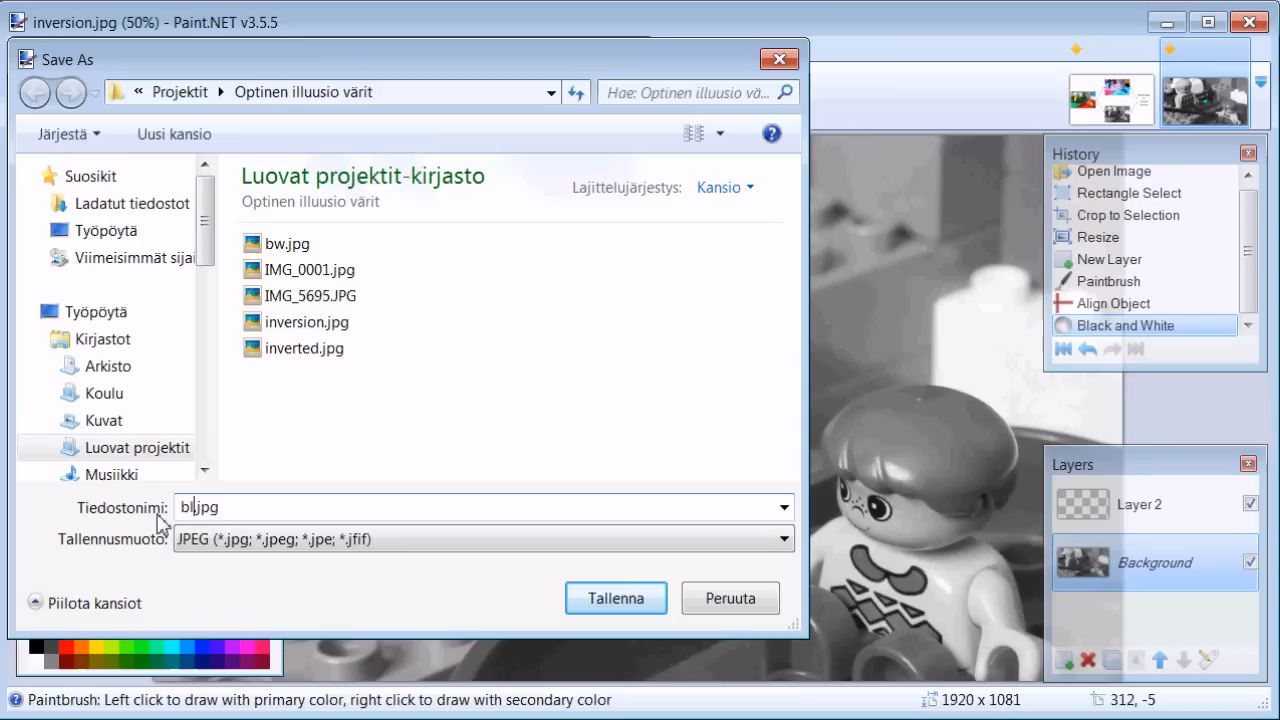 inversion.jpg (50%) - Paint.NET v3.5.5
Save As
« Projektit Optinen illuusio värit
Hae: Optinen illuusio vä...
Järjestä Uusi kansio
Suosikit
Ladatut tiedostot
Työpöytä
Viimeisimmät sija
Työpöytä
Kirjastot
Arkisto
Koulu
Kuvat
Luovat projektit
Musiikki
Luovat projektit-kirjasto
Optinen illuusio värit
Lajittelujärjestys: Kansio
bw.jpg
IMG_0001.jpg
IMG_5695.JPG
inversion.jpg
inverted.jpg
Tiedostonimi: bl.jpg
Tallennusmuoto: JPEG (*.jpg; *.jpeg; *.jpe; *.jfif)
Piilota kansiot
Tallenna
Peruuta
History
Open Image
Rectangle Select
Crop to Selection
Resize
New Layer
Paintbrush
Align Object
Black and White
Layers
Layer 2
Background
Paintbrush: Left click to draw with primary color, right click to draw with secondary color
1920 x 1081
312, -5